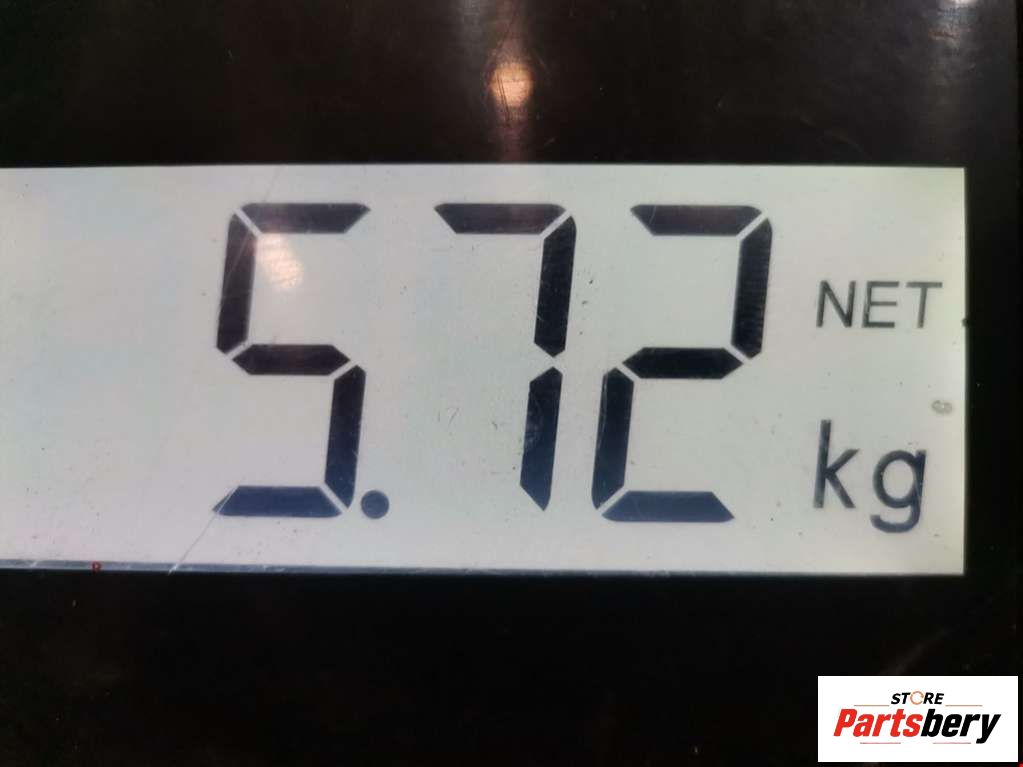 5.72 NET
kg
STORE
Partsbery